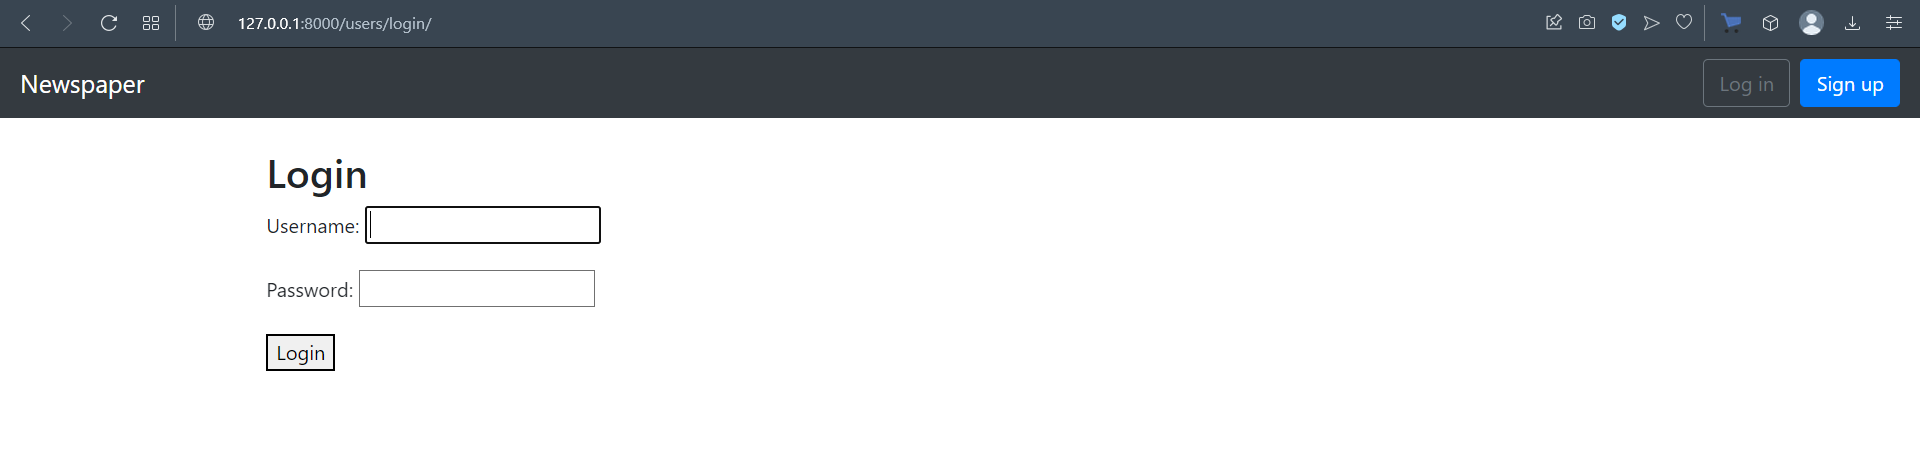 127.0.0.1:8000/users/login/
Newspaper
Log in
Sign up
Login
Username:
Password:
Login